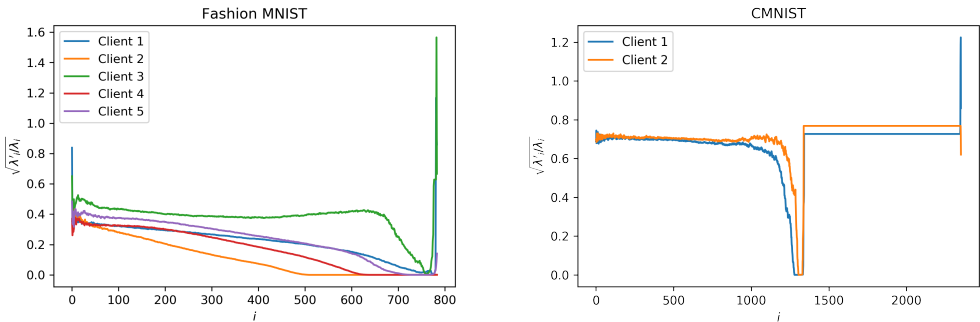 Fashion MNIST
√λ'ᵢ/λᵢ
1.6
1.4
1.2
1.0
0.8
0.6
0.4
0.2
0.0
Client 1
Client 2
Client 3
Client 4
Client 5
0
100
200
300
400
500
600
700
800
i
CMNIST
√λ'ᵢ/λᵢ
1.2
1.0
0.8
0.6
0.4
0.2
0.0
Client 1
Client 2
0
500
1000
1500
2000
i